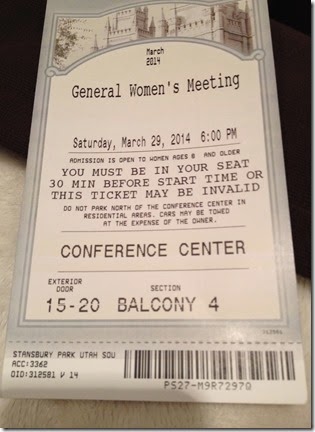 March
2014
General Women's Meeting
Saturday, March 29, 2014 6:00 PM
ADMISSION IS OPEN TO WOMEN AGES 8 AND OLDER
YOU MUST BE IN YOUR SEAT
30 MIN BEFORE START TIME OR
THIS TICKET MAY BE INVALID
DO NOT PARK NORTH OF THE CONFERENCE CENTER IN
RESIDENTIAL AREAS. CARS MAY BE TOWED
AT THE EXPENSE OF THE OWNER.
CONFERENCE CENTER
EXTERIOR
DOOR SECTION
15-20 BALCONY 4
STANSBURY PARK UTAH SOU
ACC:3362
OID:312581 V 14
PS27-M9R72970